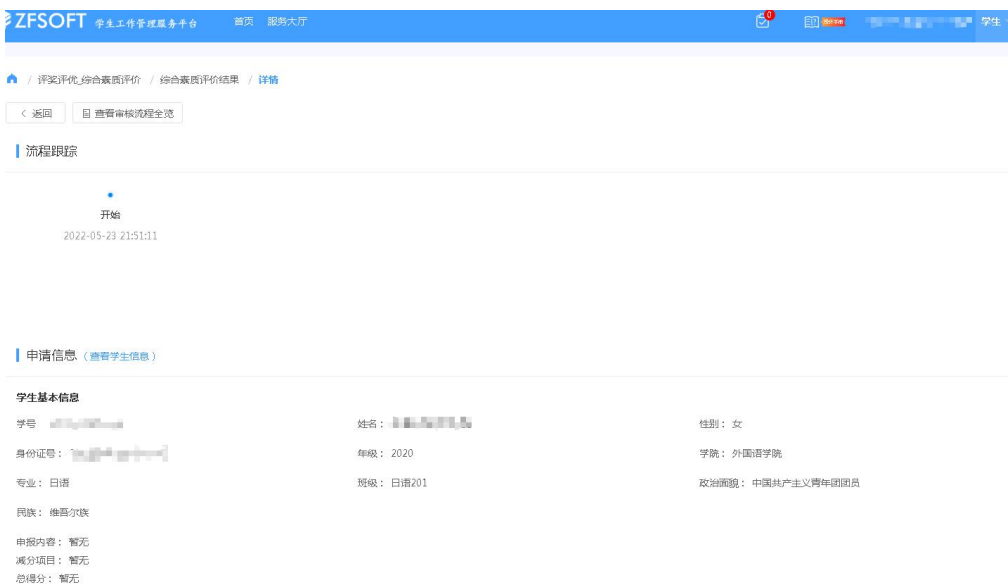 ZFSOFT 学生工作管理服务平台 首页 服务大厅 0 学生
/ 评奖评优_综合素质评价 / 综合素质评价结果 / 详情
< 返回 查看审核流程全览
流程跟踪
开始
2022-05-23 21:51:11
申请信息 (查看学生信息)
学生基本信息
学号 姓名: 性别: 女
身份证号: 年级: 2020 学院: 外国语学院
专业: 日语 班级: 日语201 政治面貌: 中国共产主义青年团团员
民族: 维吾尔族
申报内容: 暂无
减分项目: 暂无
总得分: 暂无